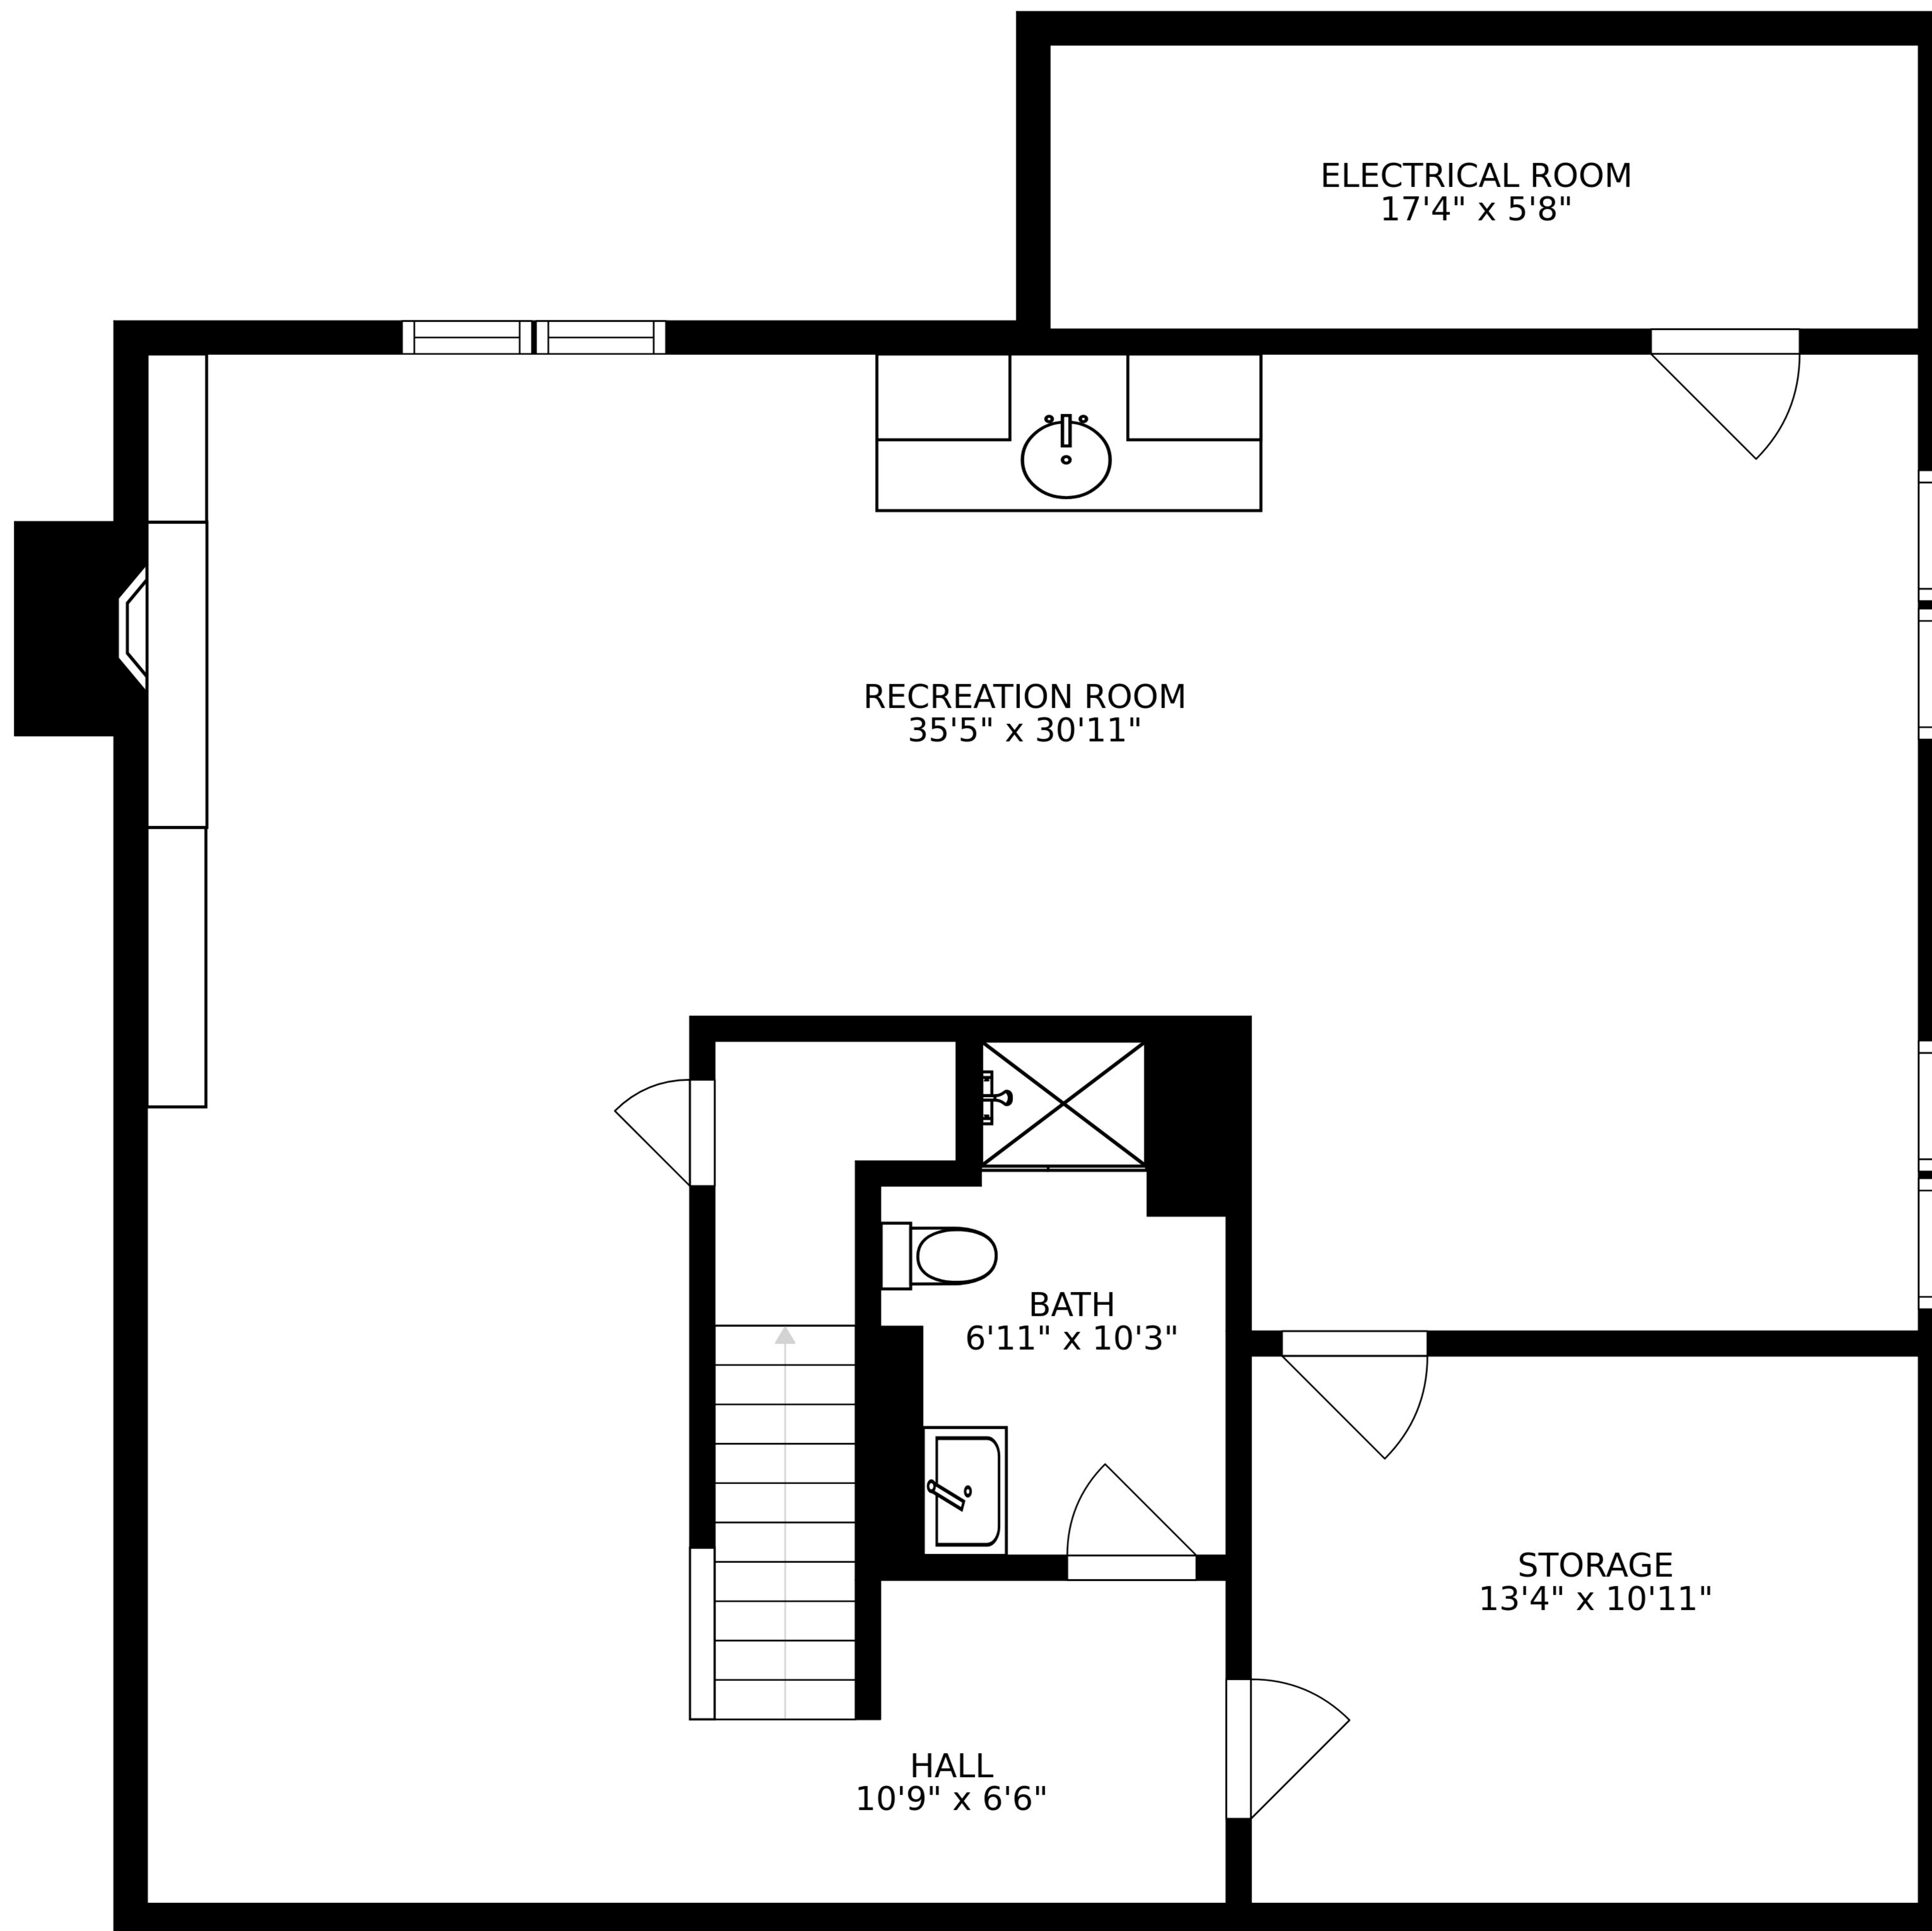 ELECTRICAL ROOM
17'4" x 5'8"
RECREATION ROOM
35'5" x 30'11"
BATH
6'11" x 10'3"
STORAGE
13'4" x 10'11"
HALL
10'9" x 6'6"